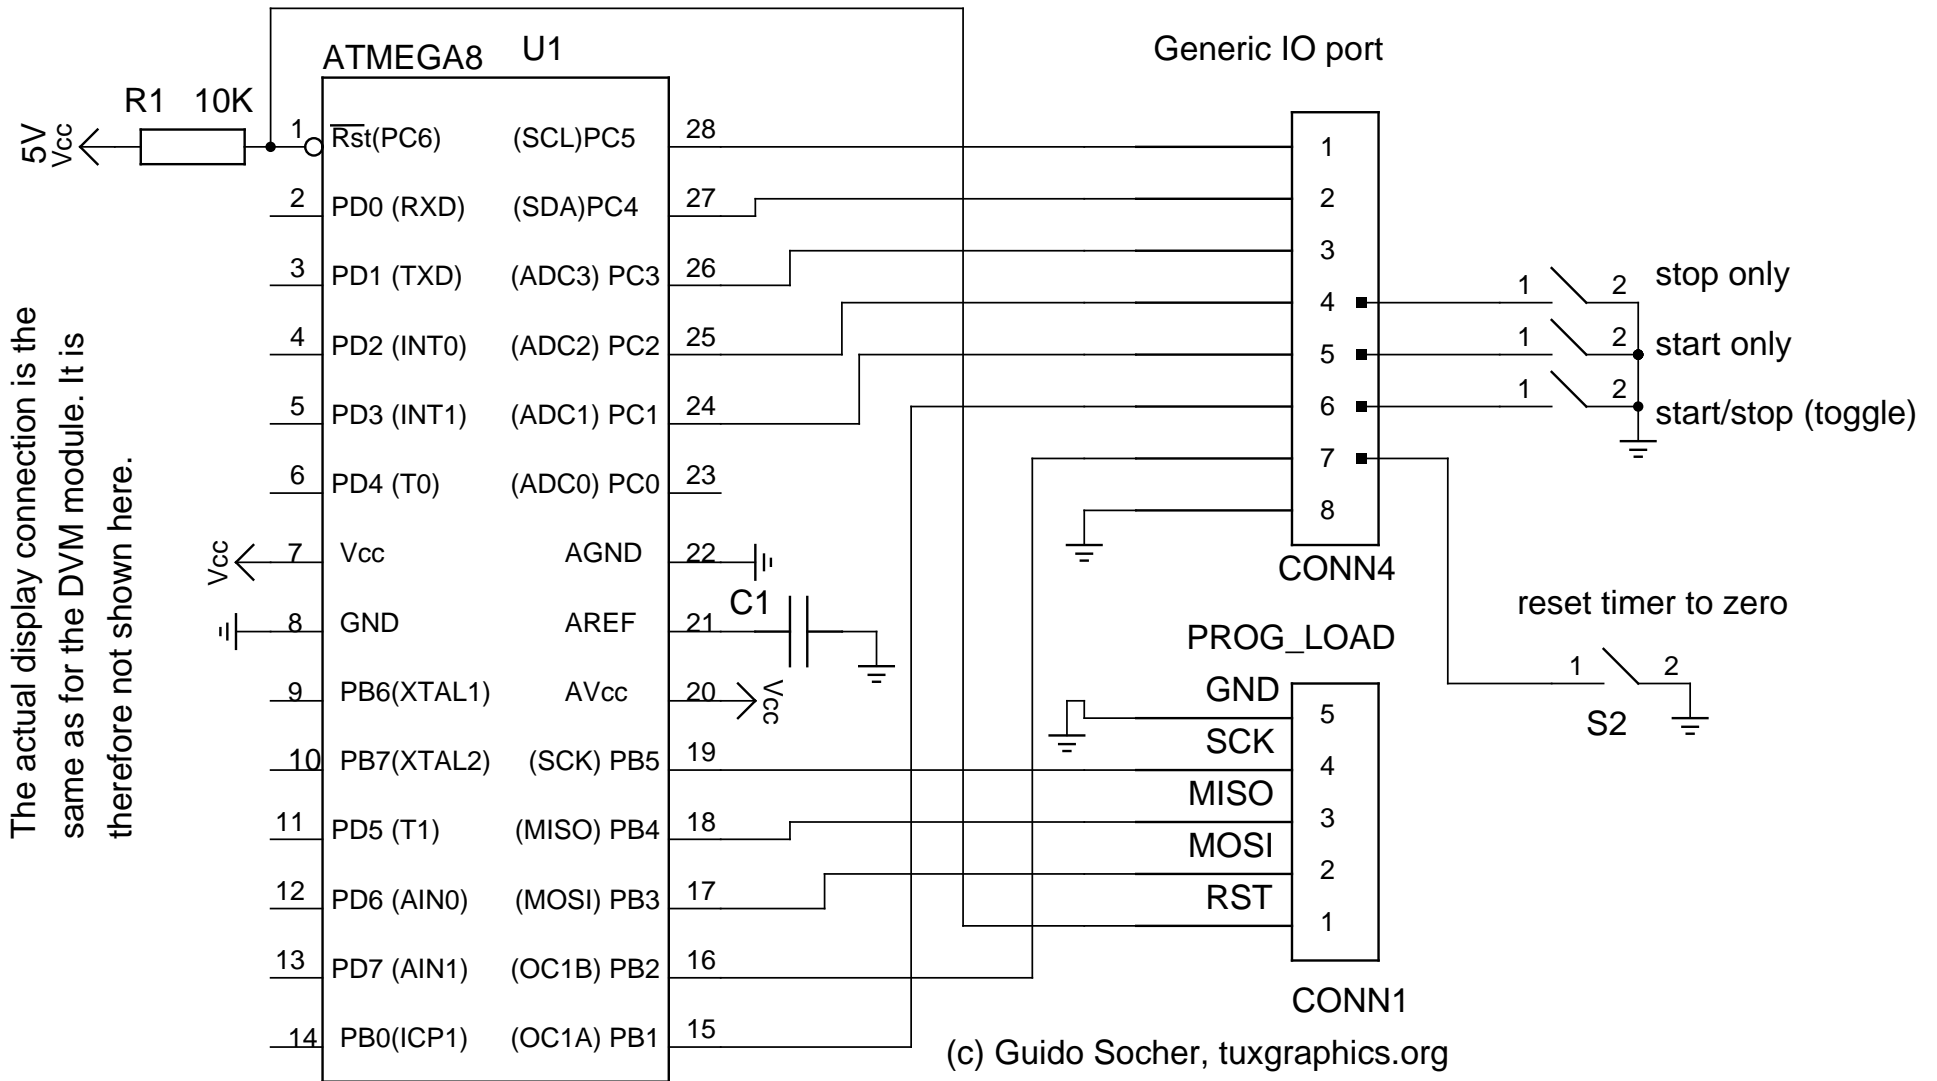 ATMEGA8 U1
Generic IO port
R1 10K
5V
Vcc
1 Rst(PC6) (SCL)PC5 28
2 PD0 (RXD) (SDA)PC4 27
3 PD1 (TXD) (ADC3) PC3 26
4 PD2 (INT0) (ADC2) PC2 25
5 PD3 (INT1) (ADC1) PC1 24
6 PD4 (T0) (ADC0) PC0 23
7 Vcc AGND 22
Vcc
8 GND AREF 21
C1
9 PB6(XTAL1) AVcc 20
Vcc
10 PB7(XTAL2) (SCK) PB5 19
11 PD5 (T1) (MISO) PB4 18
12 PD6 (AIN0) (MOSI) PB3 17
13 PD7 (AIN1) (OC1B) PB2 16
14 PB0(ICP1) (OC1A) PB1 15
1
2
3
4
5
6
7
8
CONN4
1 2 stop only
1 2 start only
1 2 start/stop (toggle)
reset timer to zero
1 2
S2
PROG_LOAD
GND 5
SCK 4
MISO 3
MOSI 2
RST 1
CONN1
(c) Guido Socher, tuxgraphics.org
The actual display connection is the
same as for the DVM module. It is
therefore not shown here.